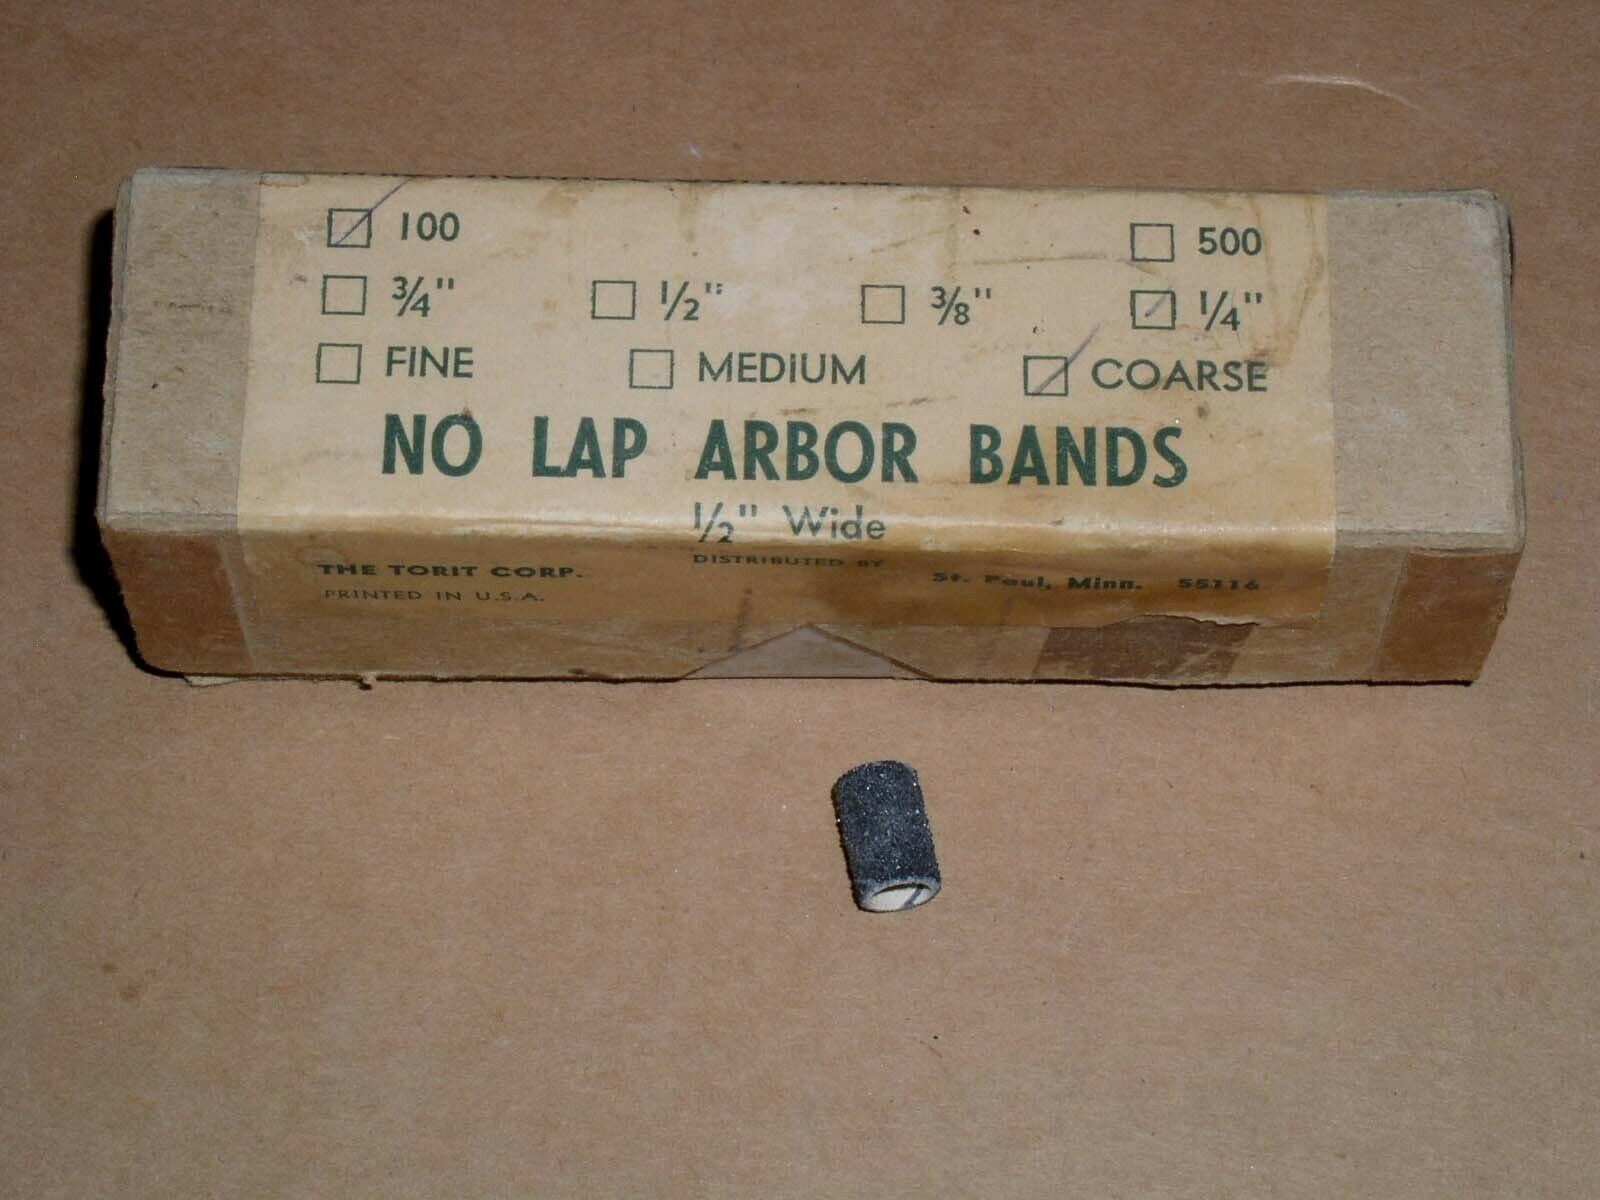 100 500
3/4" 1/2" 3/8" 1/4"
FINE MEDIUM COARSE
NO LAP ARBOR BANDS
1/2" Wide
DISTRIBUTED BY
THE TORIT CORP. St. Paul, Minn. 55116
PRINTED IN U.S.A.